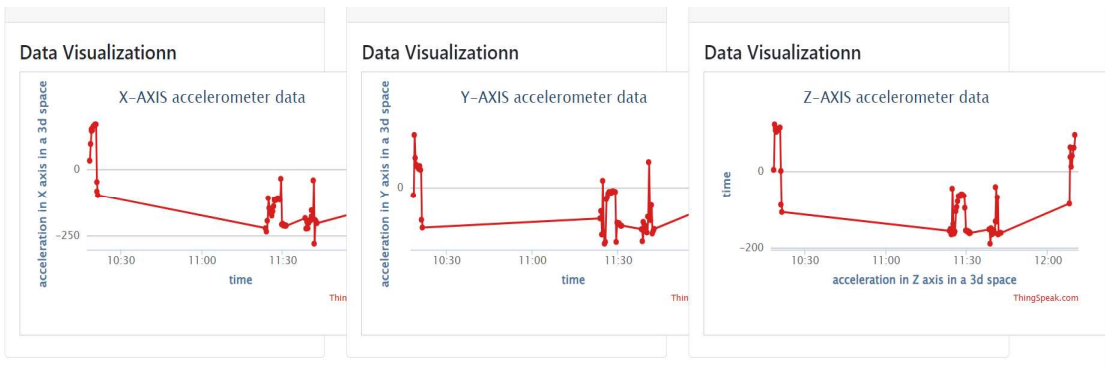 Data Visualizationn
X-AXIS accelerometer data
acceleration in X axis in a 3d space
0
-250
10:30 11:00 11:30
time
Thin
Data Visualizationn
Y-AXIS accelerometer data
acceleration in Y axis in a 3d space
0
10:30 11:00 11:30
time
Thin
Data Visualizationn
Z-AXIS accelerometer data
time
0
-200
10:30 11:00 11:30 12:00
acceleration in Z axis in a 3d space
ThingSpeak.com